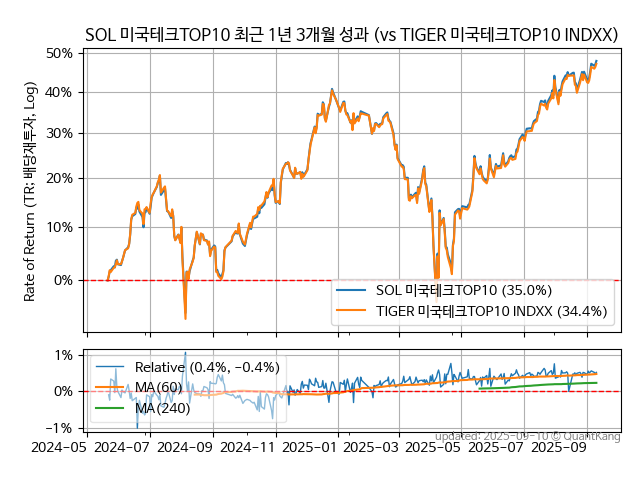 SOL 미국테크TOP10 최근 1년 3개월 성과 (vs TIGER 미국테크TOP10 INDXX)
Rate of Return (TR: 배당재투자, Log)
50%
40%
30%
20%
10%
0%
SOL 미국테크TOP10 (35.0%)
TIGER 미국테크TOP10 INDXX (34.4%)
1%
0%
−1%
Relative (0.4%, −0.4%)
MA(60)
MA(240)
2024-05 2024-07 2024-09 2024-11 2025-01 2025-03 2025-05 2025-07 2025-09
updated: 2025-09-10 © QuantKang